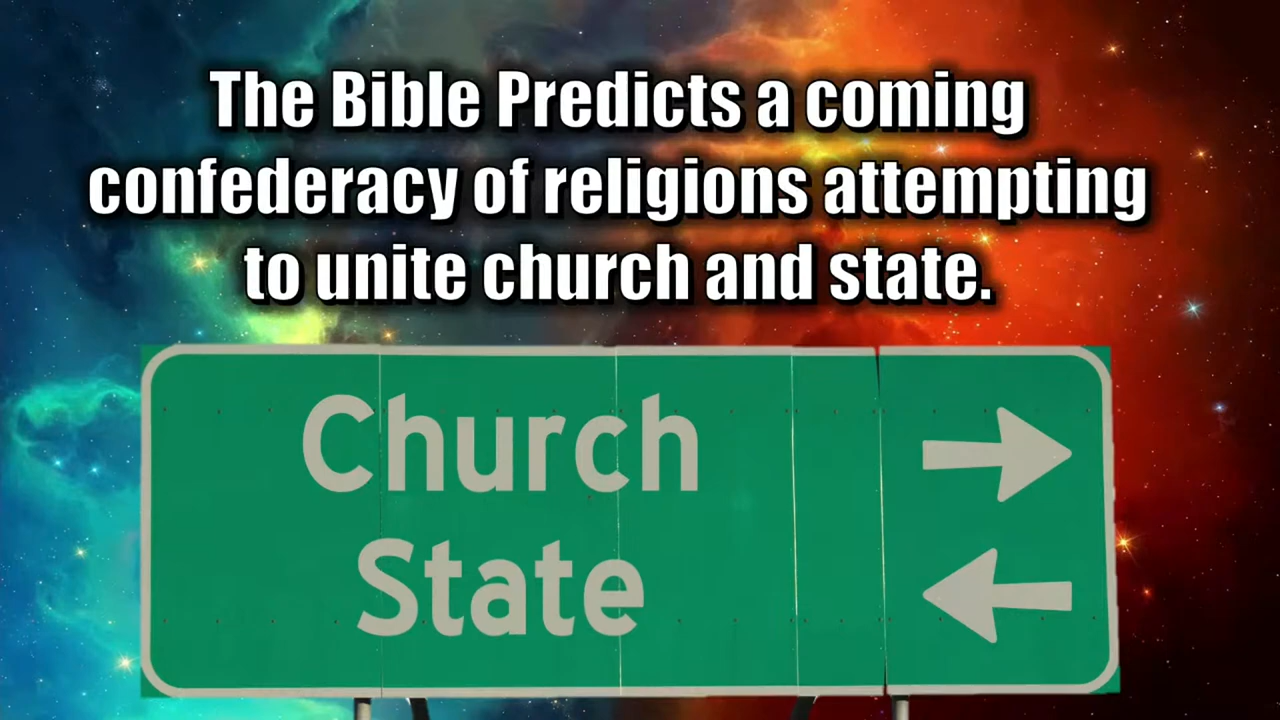 The Bible Predicts a coming
confederacy of religions attempting
to unite church and state.
Church
State